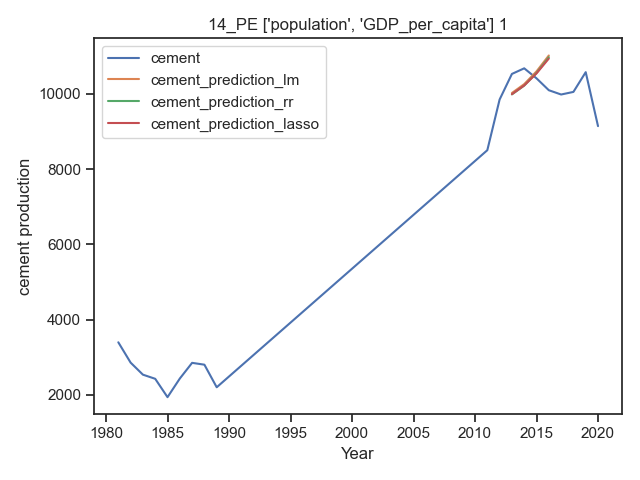 14_PE ['population', 'GDP_per_capita'] 1
cement
cement_prediction_lm
cement_prediction_rr
cement_prediction_lasso
10000
8000
6000
4000
2000
cement production
1980 1985 1990 1995 2000 2005 2010 2015 2020
Year